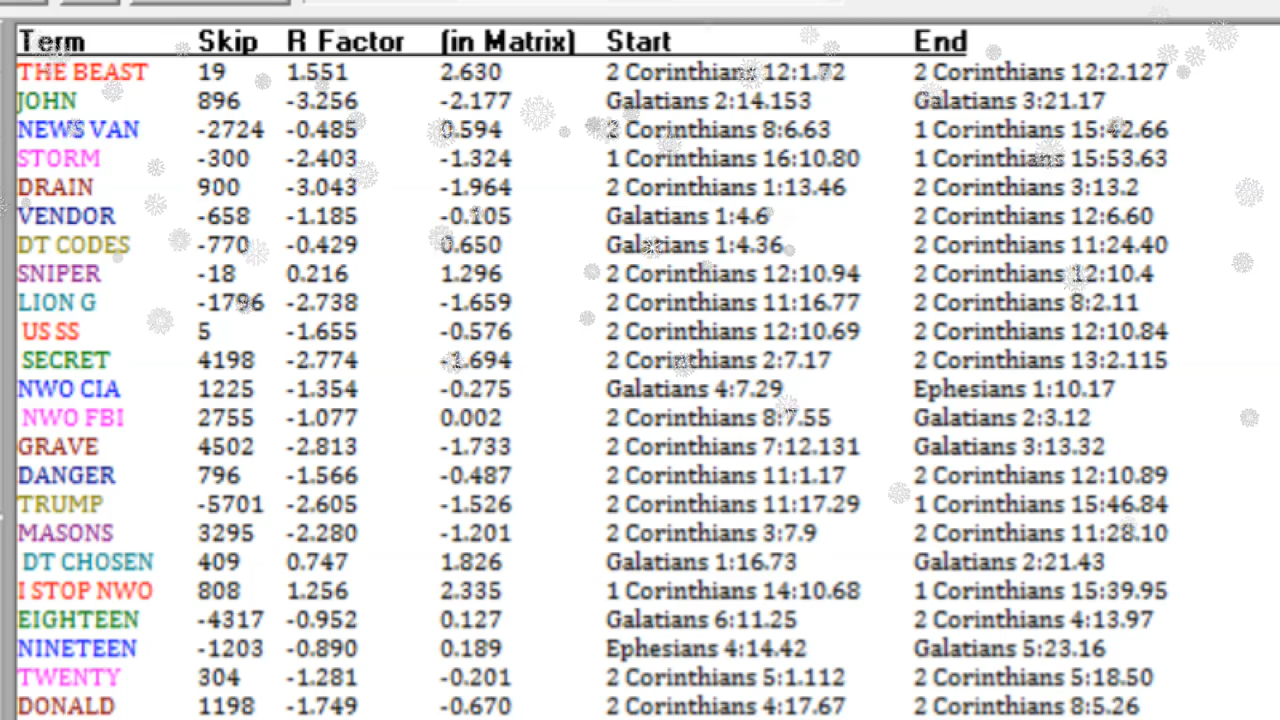 Term Skip R Factor (in Matrix) Start End
THE BEAST 19 1.551 2.630 2 Corinthians 12:1.72 2 Corinthians 12:2.127
JOHN 896 -3.256 -2.177 Galatians 2:14.153 Galatians 3:21.17
NEWS VAN -2724 -0.485 0.594 2 Corinthians 8:6.63 1 Corinthians 15:42.66
STORM -300 -2.403 -1.324 1 Corinthians 16:10.80 1 Corinthians 15:53.63
DRAIN 900 -3.043 -1.964 2 Corinthians 1:13.46 2 Corinthians 3:13.2
VENDOR -658 -1.185 -0.105 Galatians 1:4.6 2 Corinthians 12:6.60
DT CODES -770 -0.429 0.650 Galatians 1:4.36 2 Corinthians 11:24.40
SNIPER -18 0.216 1.296 2 Corinthians 12:10.94 2 Corinthians 12:10.4
LION G -1796 -2.738 -1.659 2 Corinthians 11:16.77 2 Corinthians 8:2.11
US SS 5 -1.655 -0.576 2 Corinthians 12:10.69 2 Corinthians 12:10.84
SECRET 4198 -2.774 -1.694 2 Corinthians 2:7.17 2 Corinthians 13:2.115
NWO CIA 1225 -1.354 -0.275 Galatians 4:7.29 Ephesians 1:10.17
NWO FBI 2755 -1.077 0.002 2 Corinthians 8:7.55 Galatians 2:3.12
GRAVE 4502 -2.813 -1.733 2 Corinthians 7:12.131 Galatians 3:13.32
DANGER 796 -1.566 -0.487 2 Corinthians 11:1.17 2 Corinthians 12:10.89
TRUMP -5701 -2.605 -1.526 2 Corinthians 11:17.29 1 Corinthians 15:46.84
MASONS 3295 -2.280 -1.201 2 Corinthians 3:7.9 2 Corinthians 11:28.10
DT CHOSEN 409 0.747 1.826 Galatians 1:16.73 Galatians 2:21.43
I STOP NWO 808 1.256 2.335 1 Corinthians 14:10.68 1 Corinthians 15:39.95
EIGHTEEN -4317 -0.952 0.127 Galatians 6:11.25 2 Corinthians 4:13.97
NINETEEN -1203 -0.890 0.189 Ephesians 4:14.42 Galatians 5:23.16
TWENTY 304 -1.281 -0.201 2 Corinthians 5:1.112 2 Corinthians 5:18.50
DONALD 1198 -1.749 -0.670 2 Corinthians 4:17.67 2 Corinthians 8:5.26